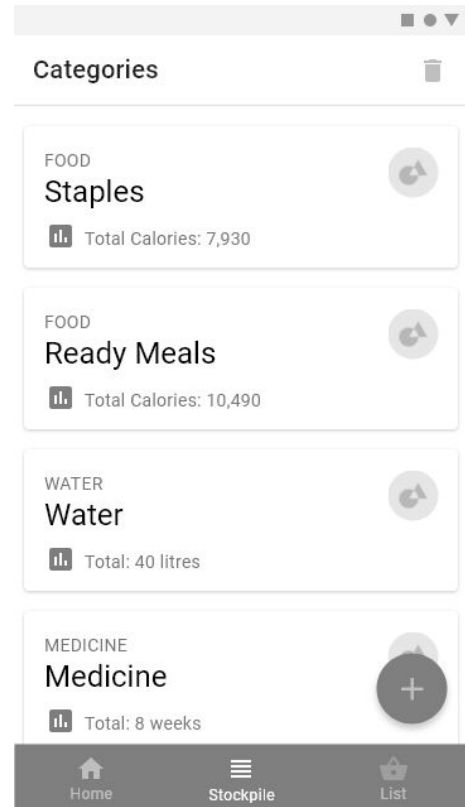 Categories
FOOD
Staples
Total Calories: 7,930
FOOD
Ready Meals
Total Calories: 10,490
WATER
Water
Total: 40 litres
MEDICINE
Medicine
Total: 8 weeks
Home
Stockpile
List